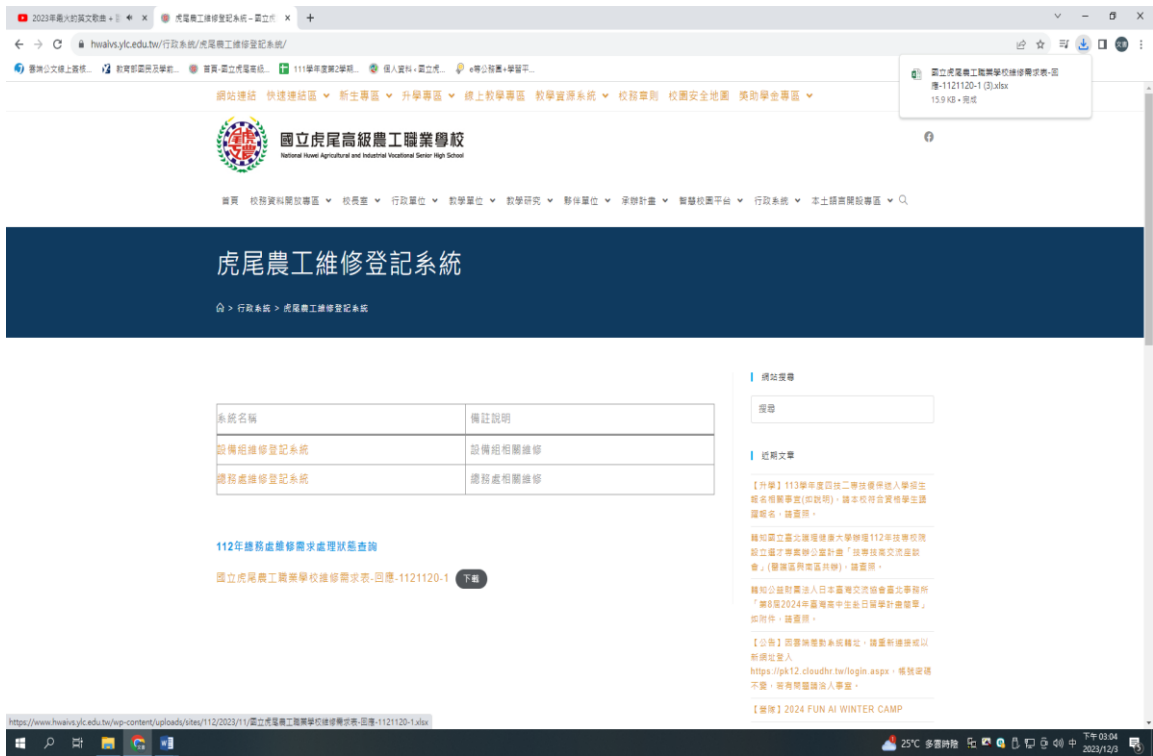 2023年最火的英文歌曲
虎尾農工維修登記系統 – 國立虎
hwaivs.ylc.edu.tw/行政系統/虎尾農工維修登記系統/
雲端公文線上簽核...
教育部國民及學前...
首頁-國立虎尾高級...
111學年度第2學期...
個人資料 ‹ 國立虎...
e等公務園+學習平...
國立虎尾農工職業學校維修需求表-回
應-1121120-1 (3).xlsx
15.9 KB • 完成
網站連結 快速連結區 新生專區 升學專區 線上教學專區 教學資源系統 校務章則 校園安全地圖 獎助學金專區
國立虎尾高級農工職業學校
National Huwei Agricultural and Industrial Vocational Senior High School
首頁 校務資料開放專區 校長室 行政單位 教學單位 教學研究 夥伴單位 承辦計畫 智慧校園平台 行政系統 本土語言開設專區
虎尾農工維修登記系統
> 行政系統 > 虎尾農工維修登記系統
系統名稱 備註說明
設備組維修登記系統 設備組相關維修
總務處維修登記系統 總務處相關維修
112年總務處維修需求處理狀態查詢
國立虎尾農工職業學校維修需求表-回應-1121120-1 下載
網站搜尋
搜尋
近期文章
【升學】113學年度四技二專技優保送入學招生
報名相關事宜(如說明)，請本校符合資格學生踴
躍報名，請查照。
轉知國立臺北護理健康大學辦理112年技專校院
設立選才專案辦公室計畫「技專技高交流座談
會」(醫護區與南區共辦)，請查照。
轉知公益財團法人日本臺灣交流協會臺北事務所
「第8屆2024年臺灣高中生赴日留學計畫簡章」
如附件，請查照。
【公告】因雲端差勤系統轉址，請重新連接或以
新網址登入
https://pk12.cloudhr.tw/login.aspx，帳號密碼
不變，若有問題請洽人事室。
【營隊】2024 FUN AI WINTER CAMP
https://www.hwaivs.ylc.edu.tw/wp-content/uploads/sites/112/2023/11/國立虎尾農工職業學校維修需求表-回應-1121120-1.xlsx
25°C 多雲時陰
中
下午 03:04
2023/12/3